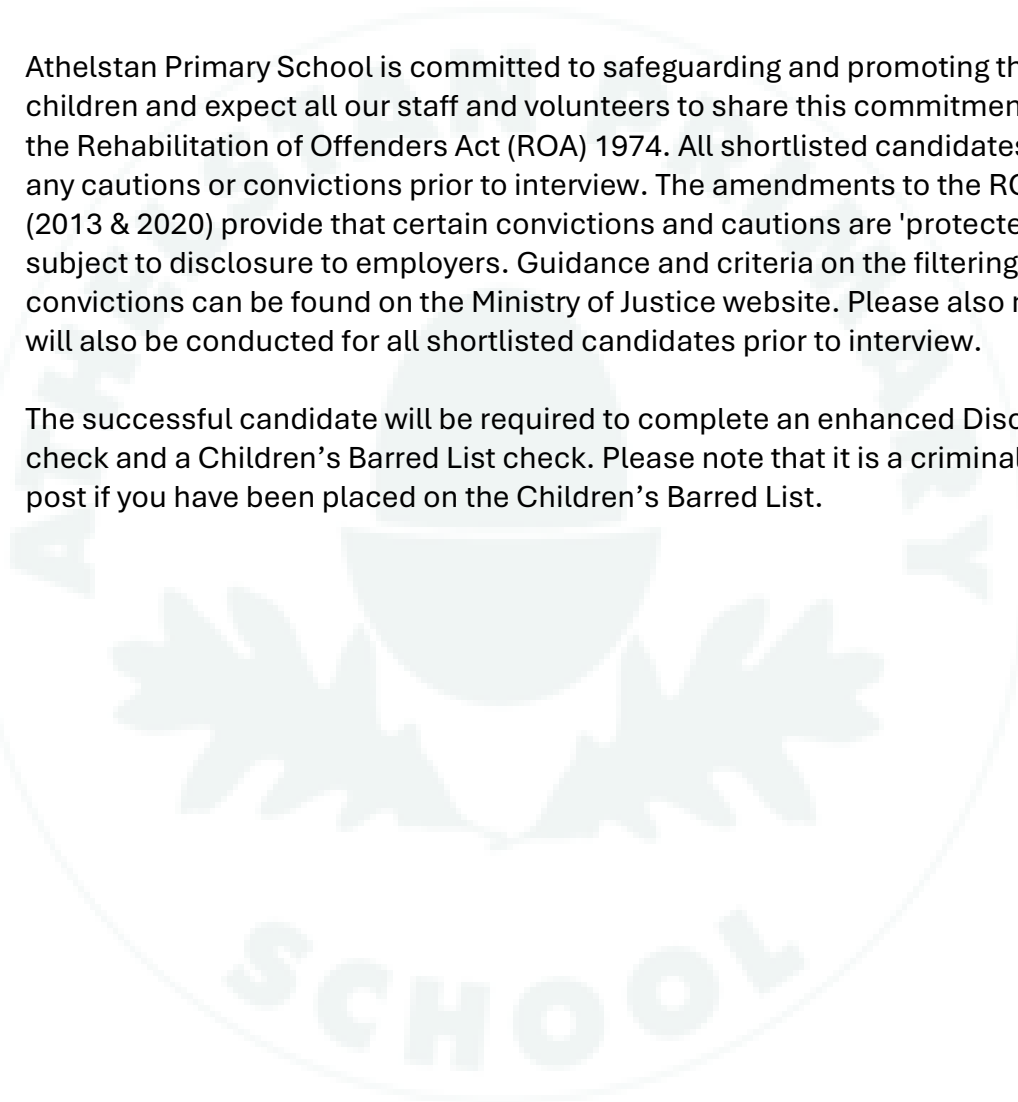 Athelstan Primary School is committed to safeguarding and promoting th
children and expect all our staff and volunteers to share this commitmen
the Rehabilitation of Offenders Act (ROA) 1974. All shortlisted candidates
any cautions or convictions prior to interview. The amendments to the RO
(2013 & 2020) provide that certain convictions and cautions are 'protecte
subject to disclosure to employers. Guidance and criteria on the filtering
convictions can be found on the Ministry of Justice website. Please also n
will also be conducted for all shortlisted candidates prior to interview.
The successful candidate will be required to complete an enhanced Disc
check and a Children’s Barred List check. Please note that it is a criminal
post if you have been placed on the Children’s Barred List.
ATHELSTAN PRIMARY
SCHOOL